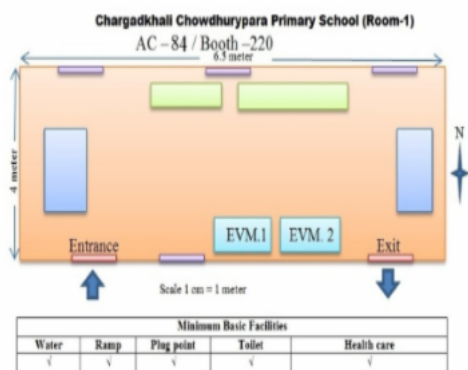 Chargadkhali Chowdhurypara Primary School (Room-1)
AC – 84 / Booth –220
6.5 meter
4 meter
N
EVM.1
EVM. 2
Entrance
Exit
Scale 1 cm = 1 meter
Minimum Basic Facilities
Water Ramp Plug point Toilet Health care
√ √ √ √ √